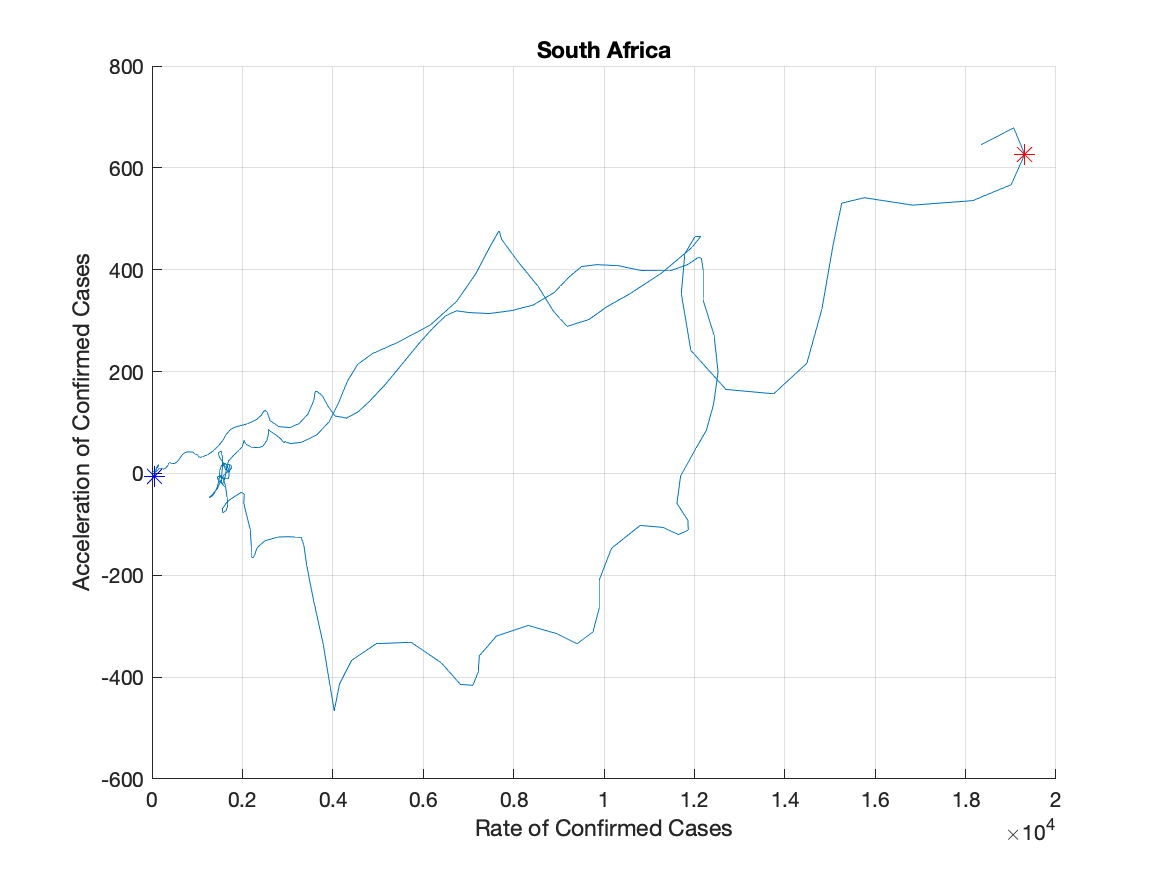 South Africa
800
600
400
200
0
-200
-400
-600
Acceleration of Confirmed Cases
0 0.2 0.4 0.6 0.8 1 1.2 1.4 1.6 1.8 2
Rate of Confirmed Cases
×10⁴